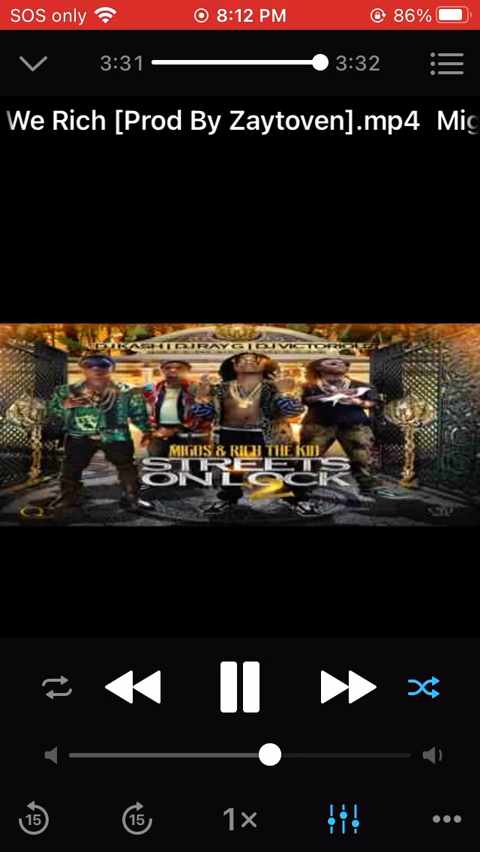 SOS only 8:12 PM 86%
3:31 3:32
We Rich [Prod By Zaytoven].mp4 Mig
DJ KASH | DJ RAY G | DJ VICTORIOUZ
MIGOS & RICH THE KID
STREETS
ON LOCK
2
15 15 1×